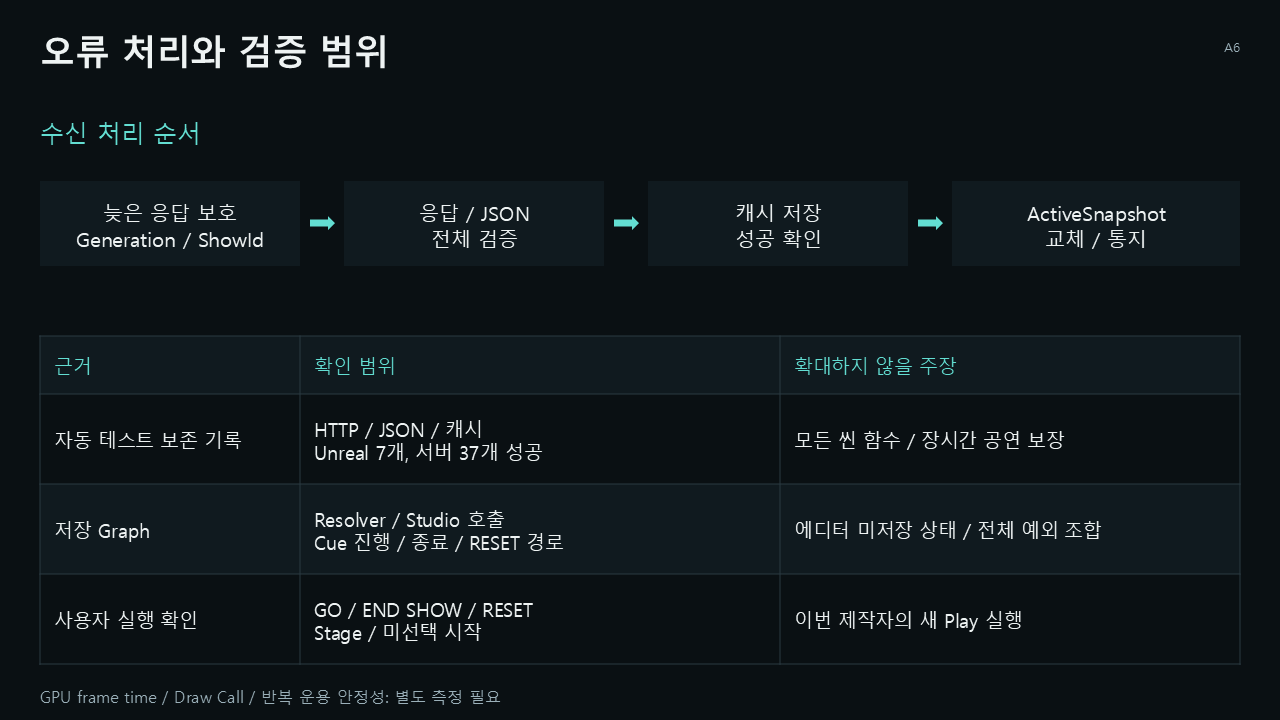 오류 처리와 검증 범위
A6
수신 처리 순서
늦은 응답 보호
Generation / ShowId
응답 / JSON
전체 검증
캐시 저장
성공 확인
ActiveSnapshot
교체 / 통지
근거
확인 범위
확대하지 않을 주장
자동 테스트 보존 기록
HTTP / JSON / 캐시
Unreal 7개, 서버 37개 성공
모든 씬 함수 / 장시간 공연 보장
저장 Graph
Resolver / Studio 호출
Cue 진행 / 종료 / RESET 경로
에디터 미저장 상태 / 전체 예외 조합
사용자 실행 확인
GO / END SHOW / RESET
Stage / 미선택 시작
이번 제작자의 새 Play 실행
GPU frame time / Draw Call / 반복 운용 안정성: 별도 측정 필요